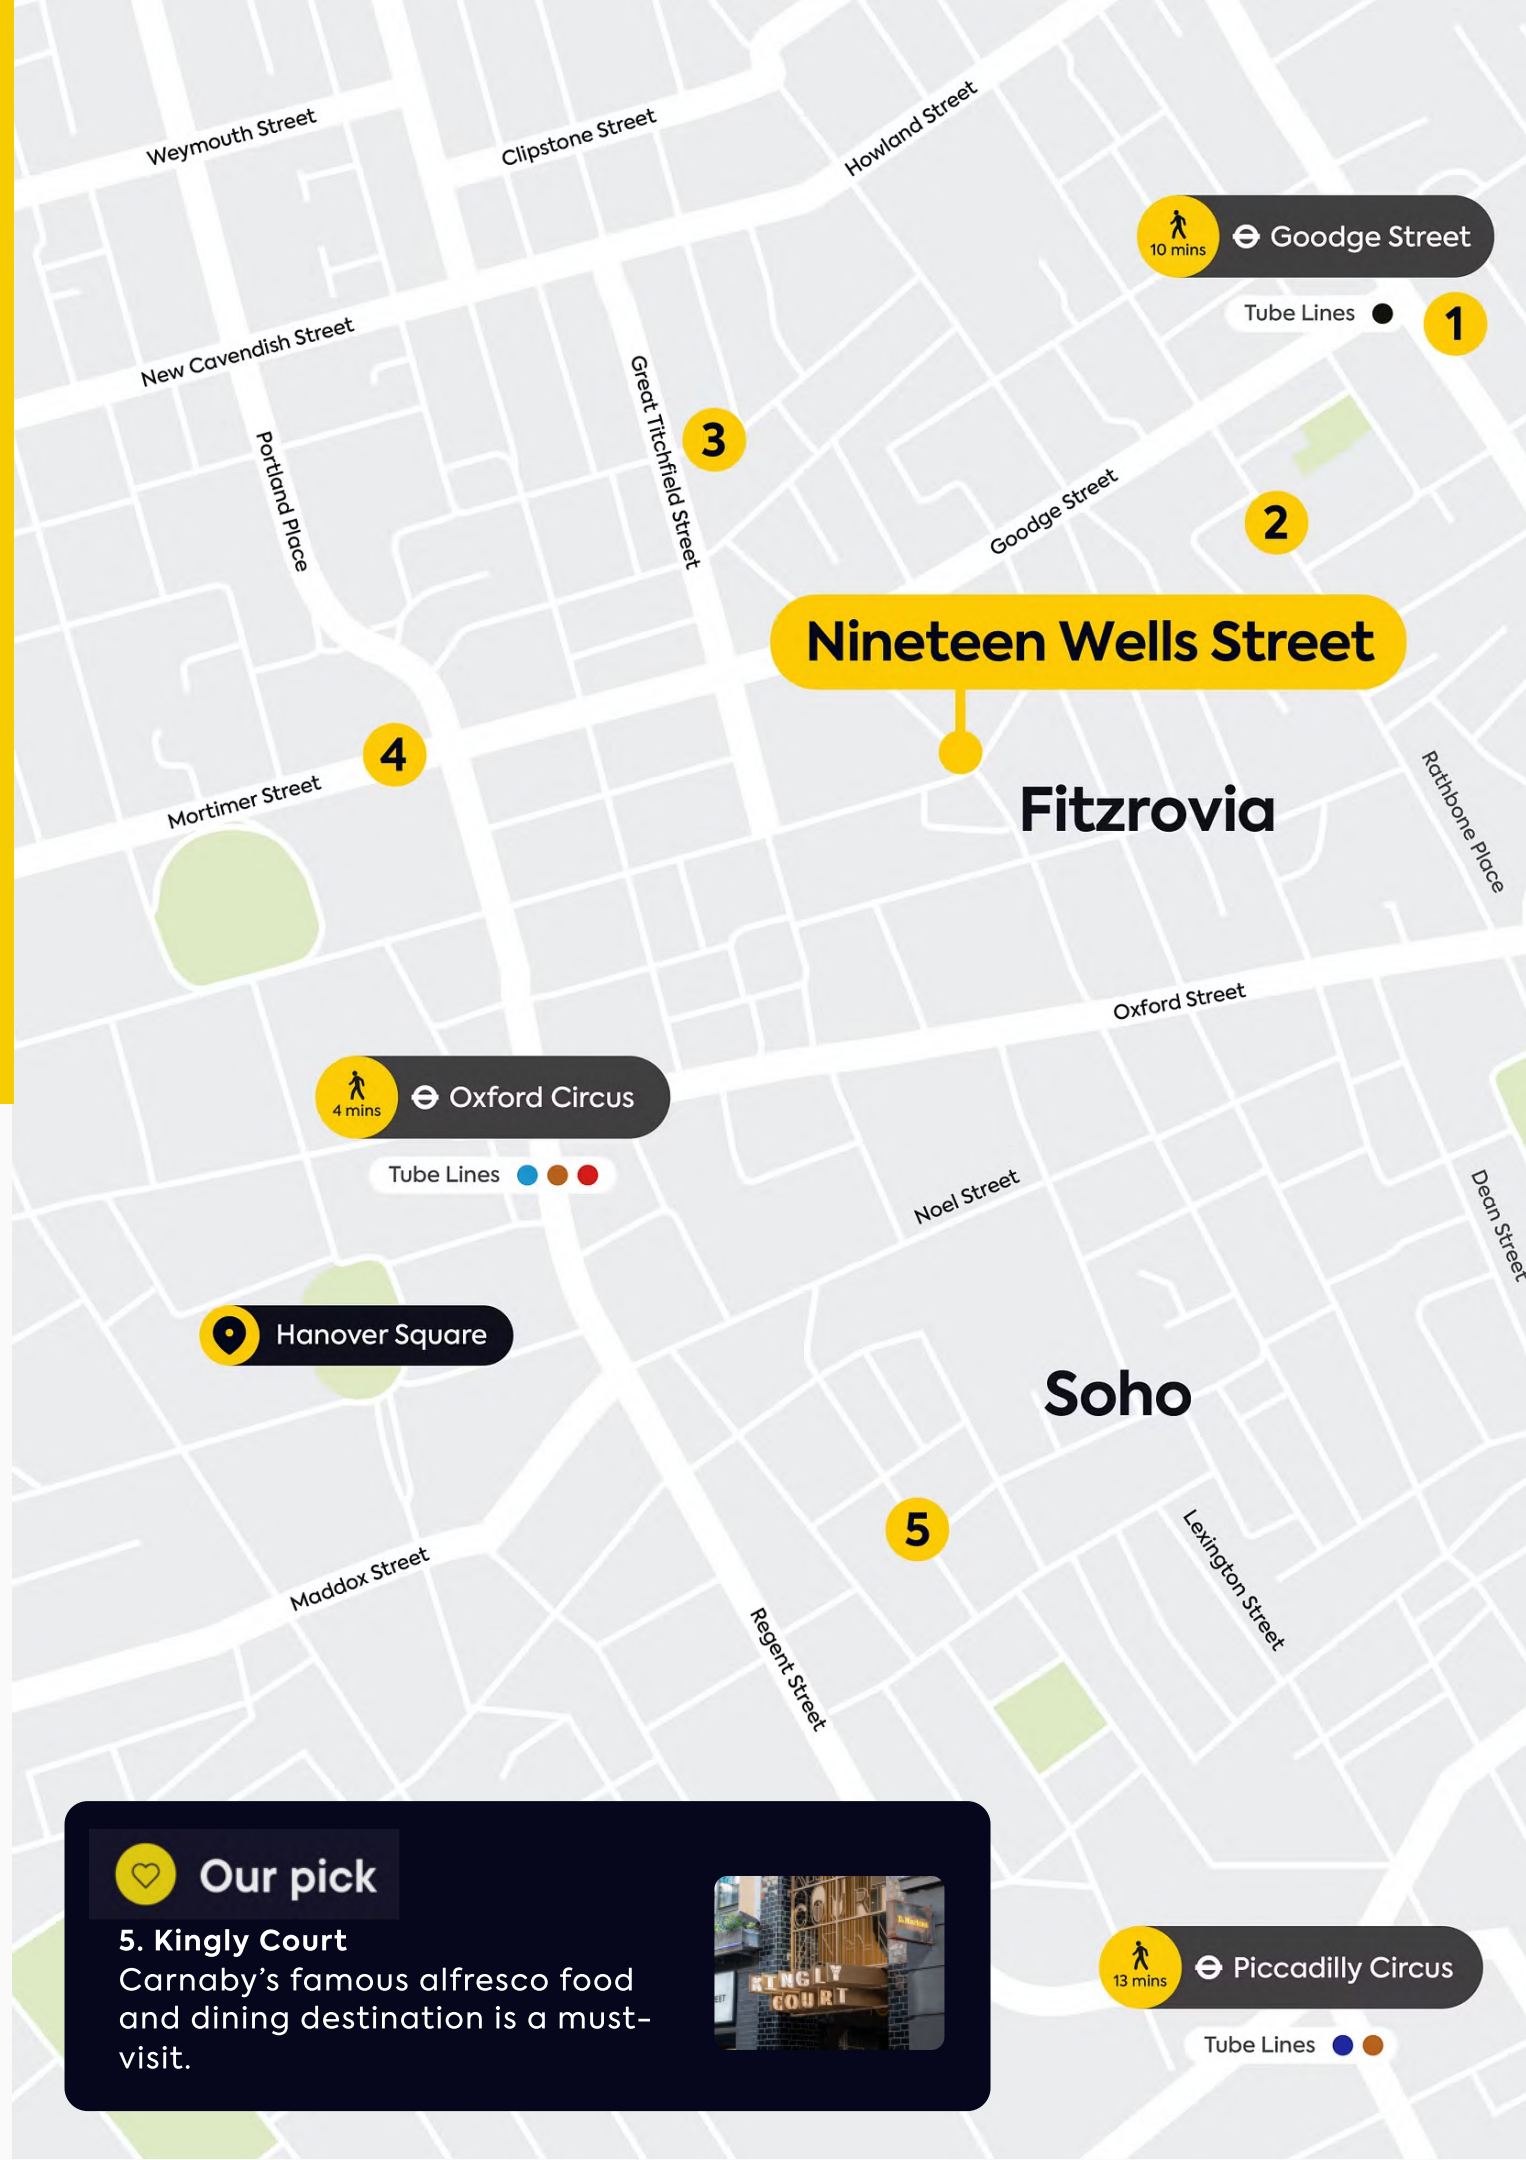 Weymouth Street
Clipstone Street
Howland Street
10 mins
Goodge Street
Tube Lines
1
New Cavendish Street
Great Titchfield Street
3
Portland Place
Goodge Street
2
Nineteen Wells Street
4
Mortimer Street
Fitzrovia
Rathbone Place
Oxford Street
4 mins
Oxford Circus
Tube Lines
Noel Street
Dean Street
Hanover Square
Soho
5
Lexington Street
Maddox Street
Regent Street
Our pick
5. Kingly Court
Carnaby’s famous alfresco food
and dining destination is a must-
visit.
COURT
KINGLY
COURT
13 mins
Piccadilly Circus
Tube Lines